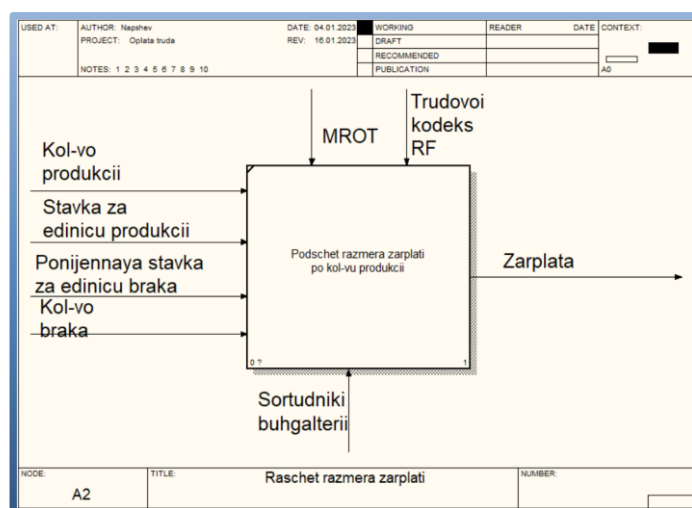 USED AT:
AUTHOR: Napshev
DATE: 04.01.2023
WORKING
READER
DATE
CONTEXT:
PROJECT: Oplata truda
REV: 16.01.2023
DRAFT
RECOMMENDED
NOTES: 1 2 3 4 5 6 7 8 9 10
PUBLICATION
A0
MROT
Trudovoi
kodeks
RF
Kol-vo
produkcii
Stavka za
edinicu produkcii
Ponijennaya stavka
za edinicu braka
Kol-vo
braka
Podschet razmera zarplati
po kol-vu produkcii
0 ?
1
Zarplata
Sortudniki
buhgalterii
NODE:
A2
TITLE:
Raschet razmera zarplati
NUMBER: